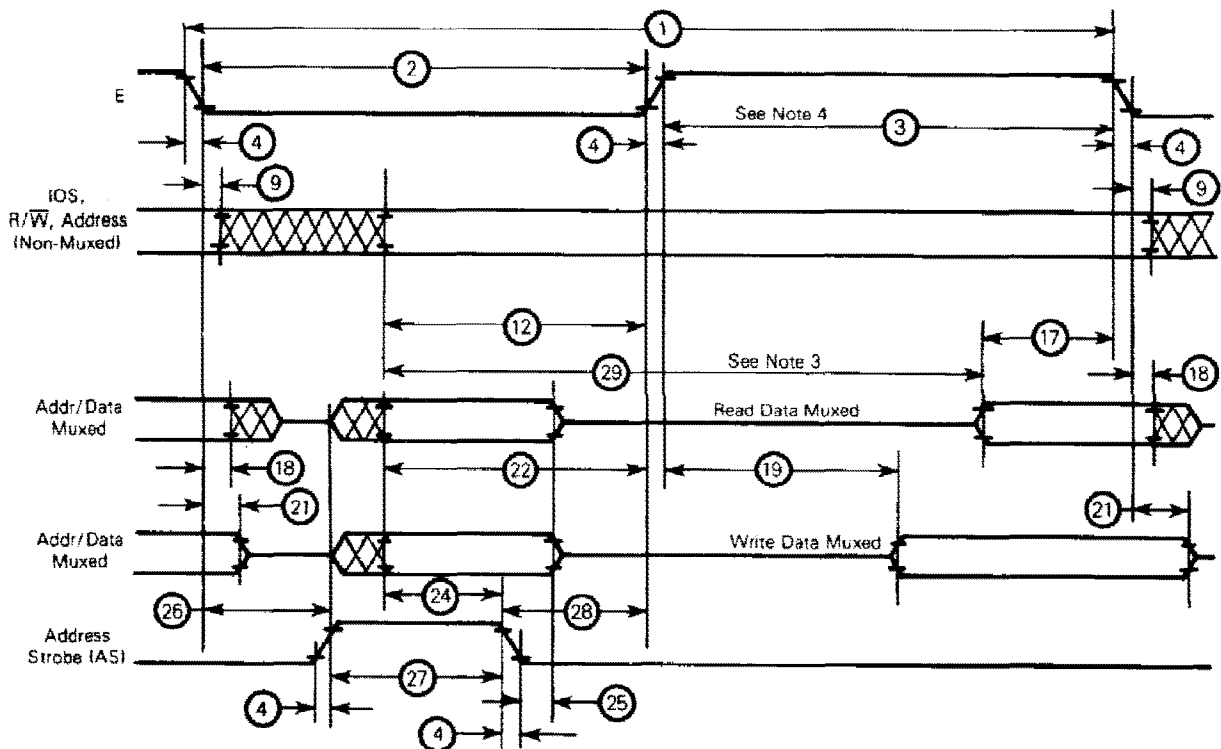 1
2
E
See Note 4
3
4
4
4
9
9
IOS,
R/W̅, Address
(Non-Muxed)
12
17
See Note 3
29
18
Addr/Data
Muxed
Read Data Muxed
18
22
19
21
21
Addr/Data
Muxed
Write Data Muxed
26
24
28
Address
Strobe (AS)
27
25
4
4